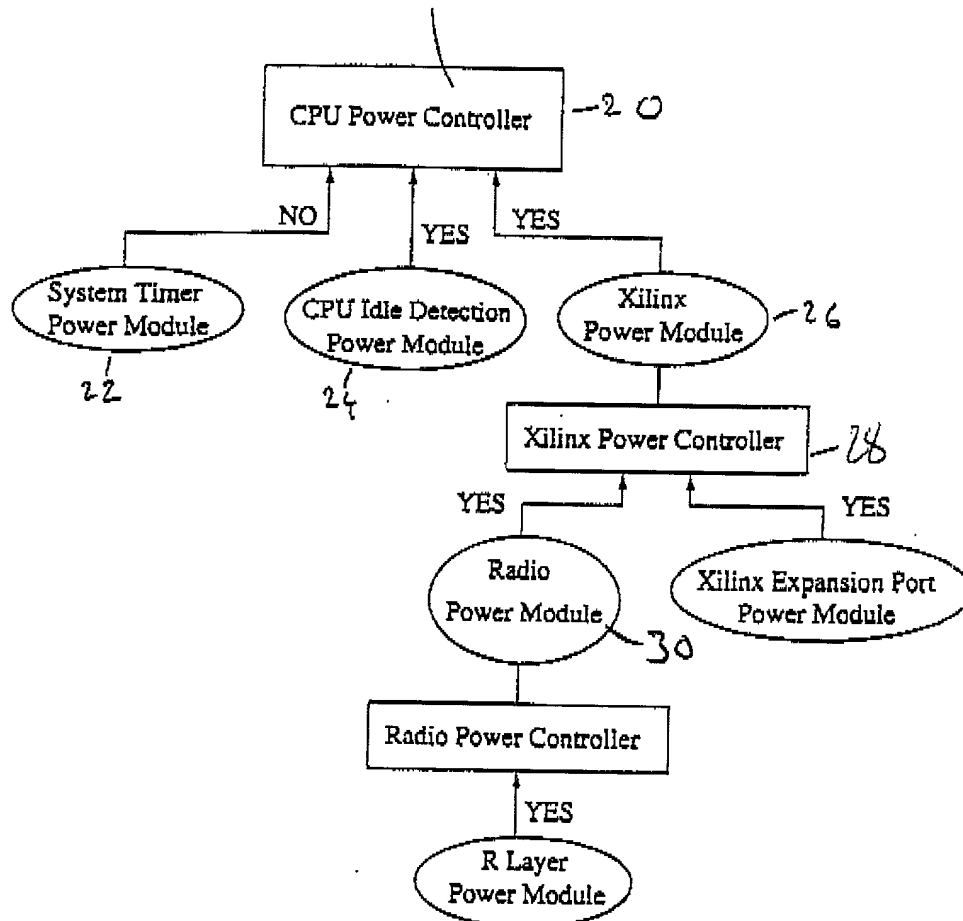 CPU Power Controller
20
NO
YES
YES
System Timer
Power Module
22
CPU Idle Detection
Power Module
24
Xilinx
Power Module
26
Xilinx Power Controller
28
YES
YES
Radio
Power Module
30
Xilinx Expansion Port
Power Module
Radio Power Controller
YES
R Layer
Power Module